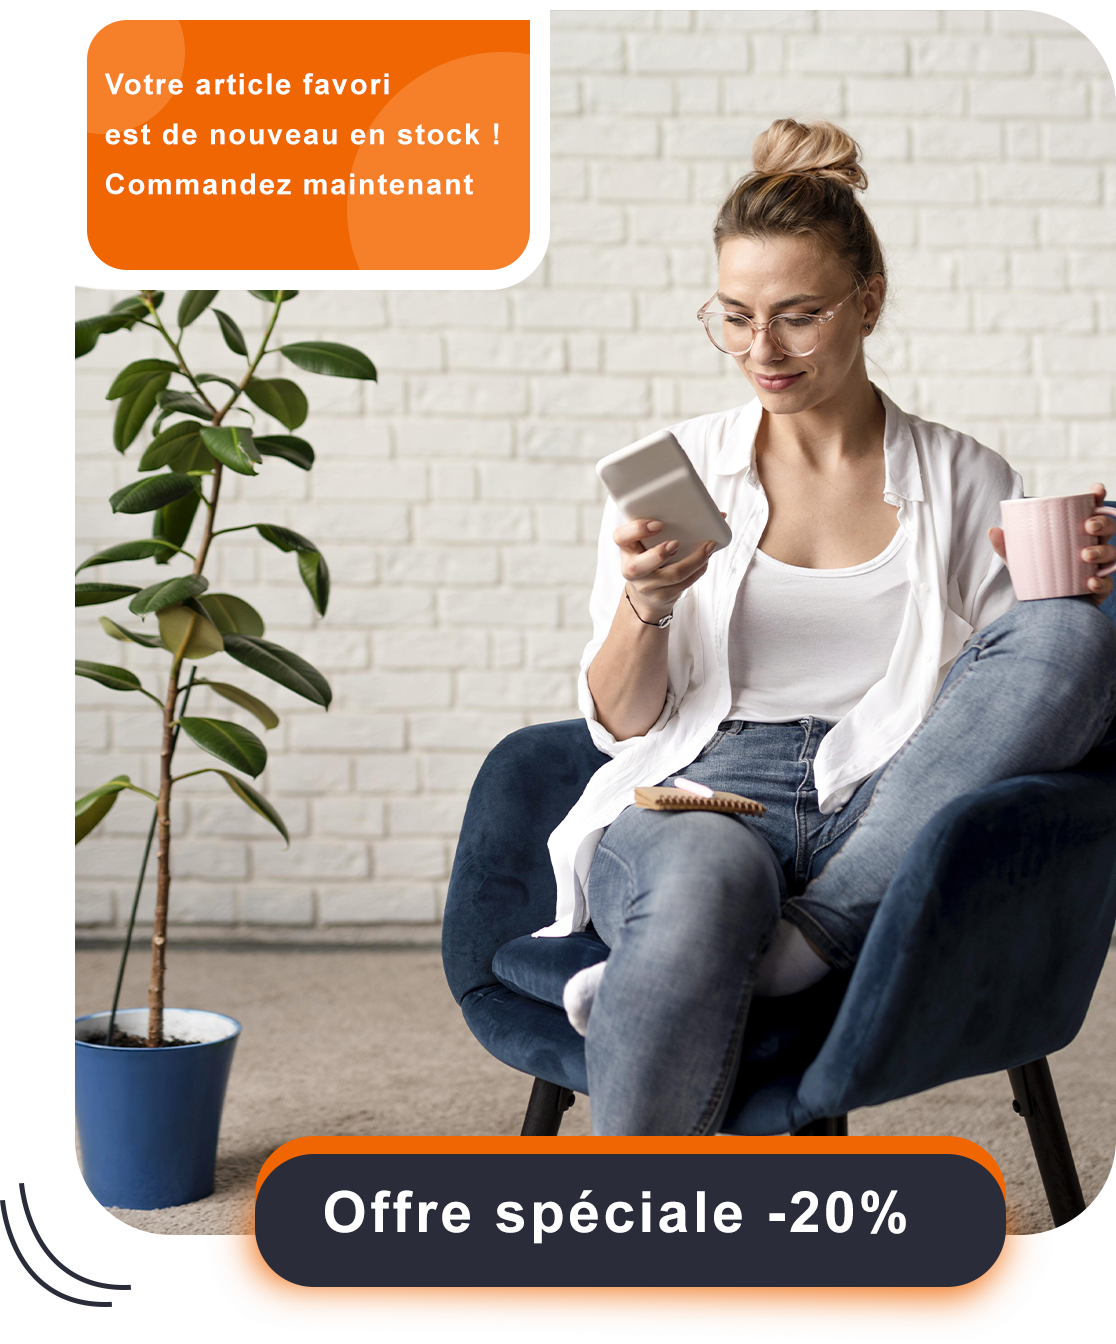 Votre article favori
est de nouveau en stock !
Commandez maintenant
Offre spéciale -20%